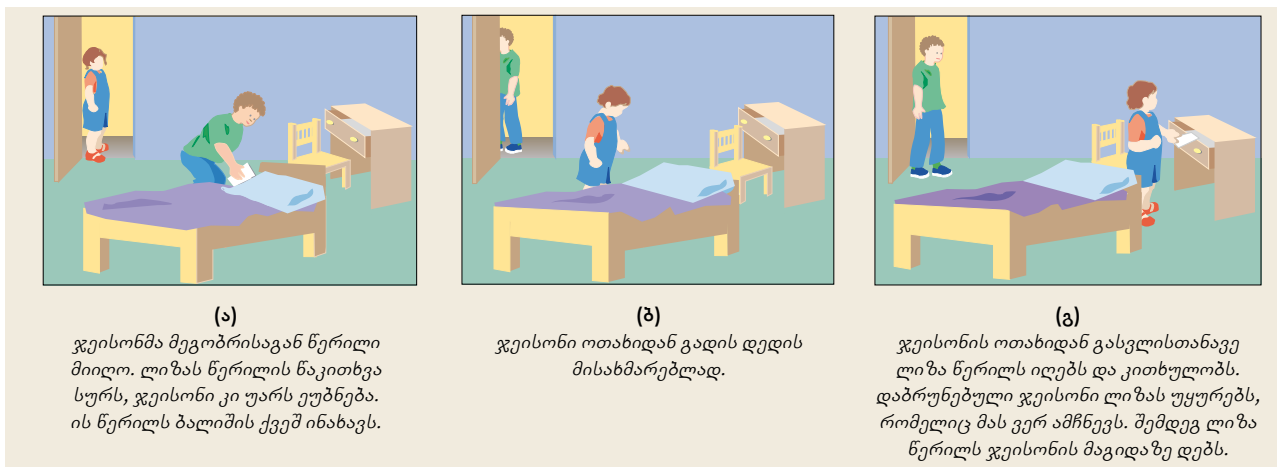 (ა)
ჯეისონმა მეგობრისაგან წერილი
მიიღო. ლიზას წერილის წაკითხვა
სურს, ჯეისონი კი უარს ეუბნება.
ის წერილს ბალიშის ქვეშ ინახავს.
(ბ)
ჯეისონი ოთახიდან გადის დედის
მისახმარებლად.
(გ)
ჯეისონის ოთახიდან გასვლისთანავე
ლიზა წერილს იღებს და კითხულობს.
დაბრუნებული ჯეისონი ლიზას უყურებს,
რომელიც მას ვერ ამჩნევს. შემდეგ ლიზა
წერილს ჯეისონის მაგიდაზე დებს.